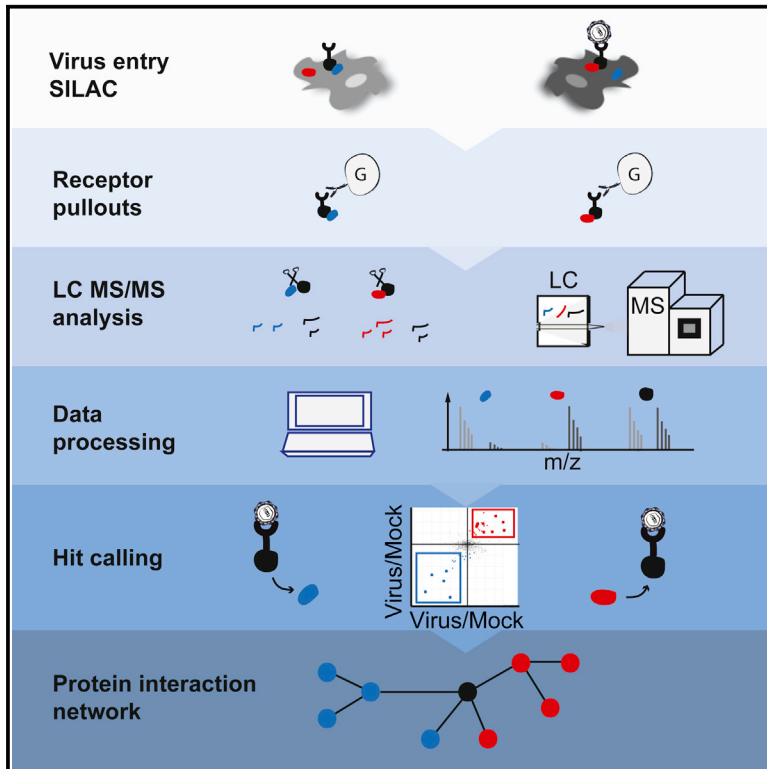 Virus entry
SILAC
Receptor
pullouts
G
G
LC MS/MS
analysis
LC
MS
Data
processing
m/z
Hit calling
Virus/Mock
Virus/Mock
Protein interaction
network